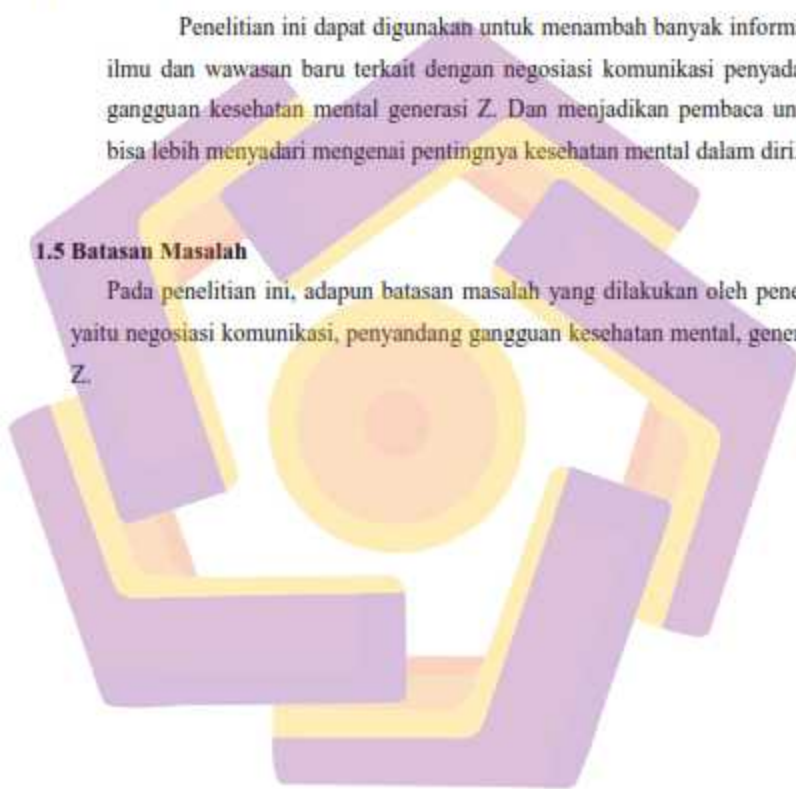 Penelitian ini dapat digunakan untuk menambah banyak inform
ilmu dan wawasan baru terkait dengan negosiasi komunikasi penyada
gangguan kesehatan mental generasi Z. Dan menjadikan pembaca un
bisa lebih menyadari mengenai pentingnya kesehatan mental dalam diri.
1.5 Batasan Masalah
Pada penelitian ini, adapun batasan masalah yang dilakukan oleh pene
yaitu negosiasi komunikasi, penyandang gangguan kesehatan mental, gene
Z.